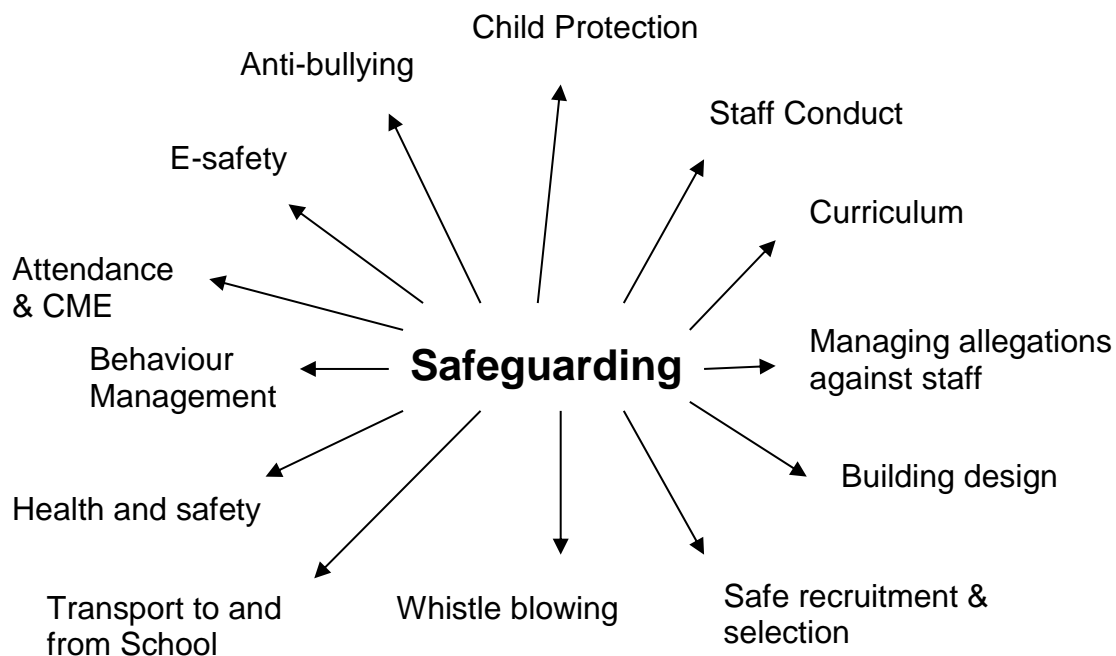 Child Protection
Anti-bullying
Staff Conduct
E-safety
Curriculum
Attendance
& CME
Managing allegations
against staff
Behaviour
Management
Safeguarding
Building design
Health and safety
Transport to and
from School
Whistle blowing
Safe recruitment &
selection